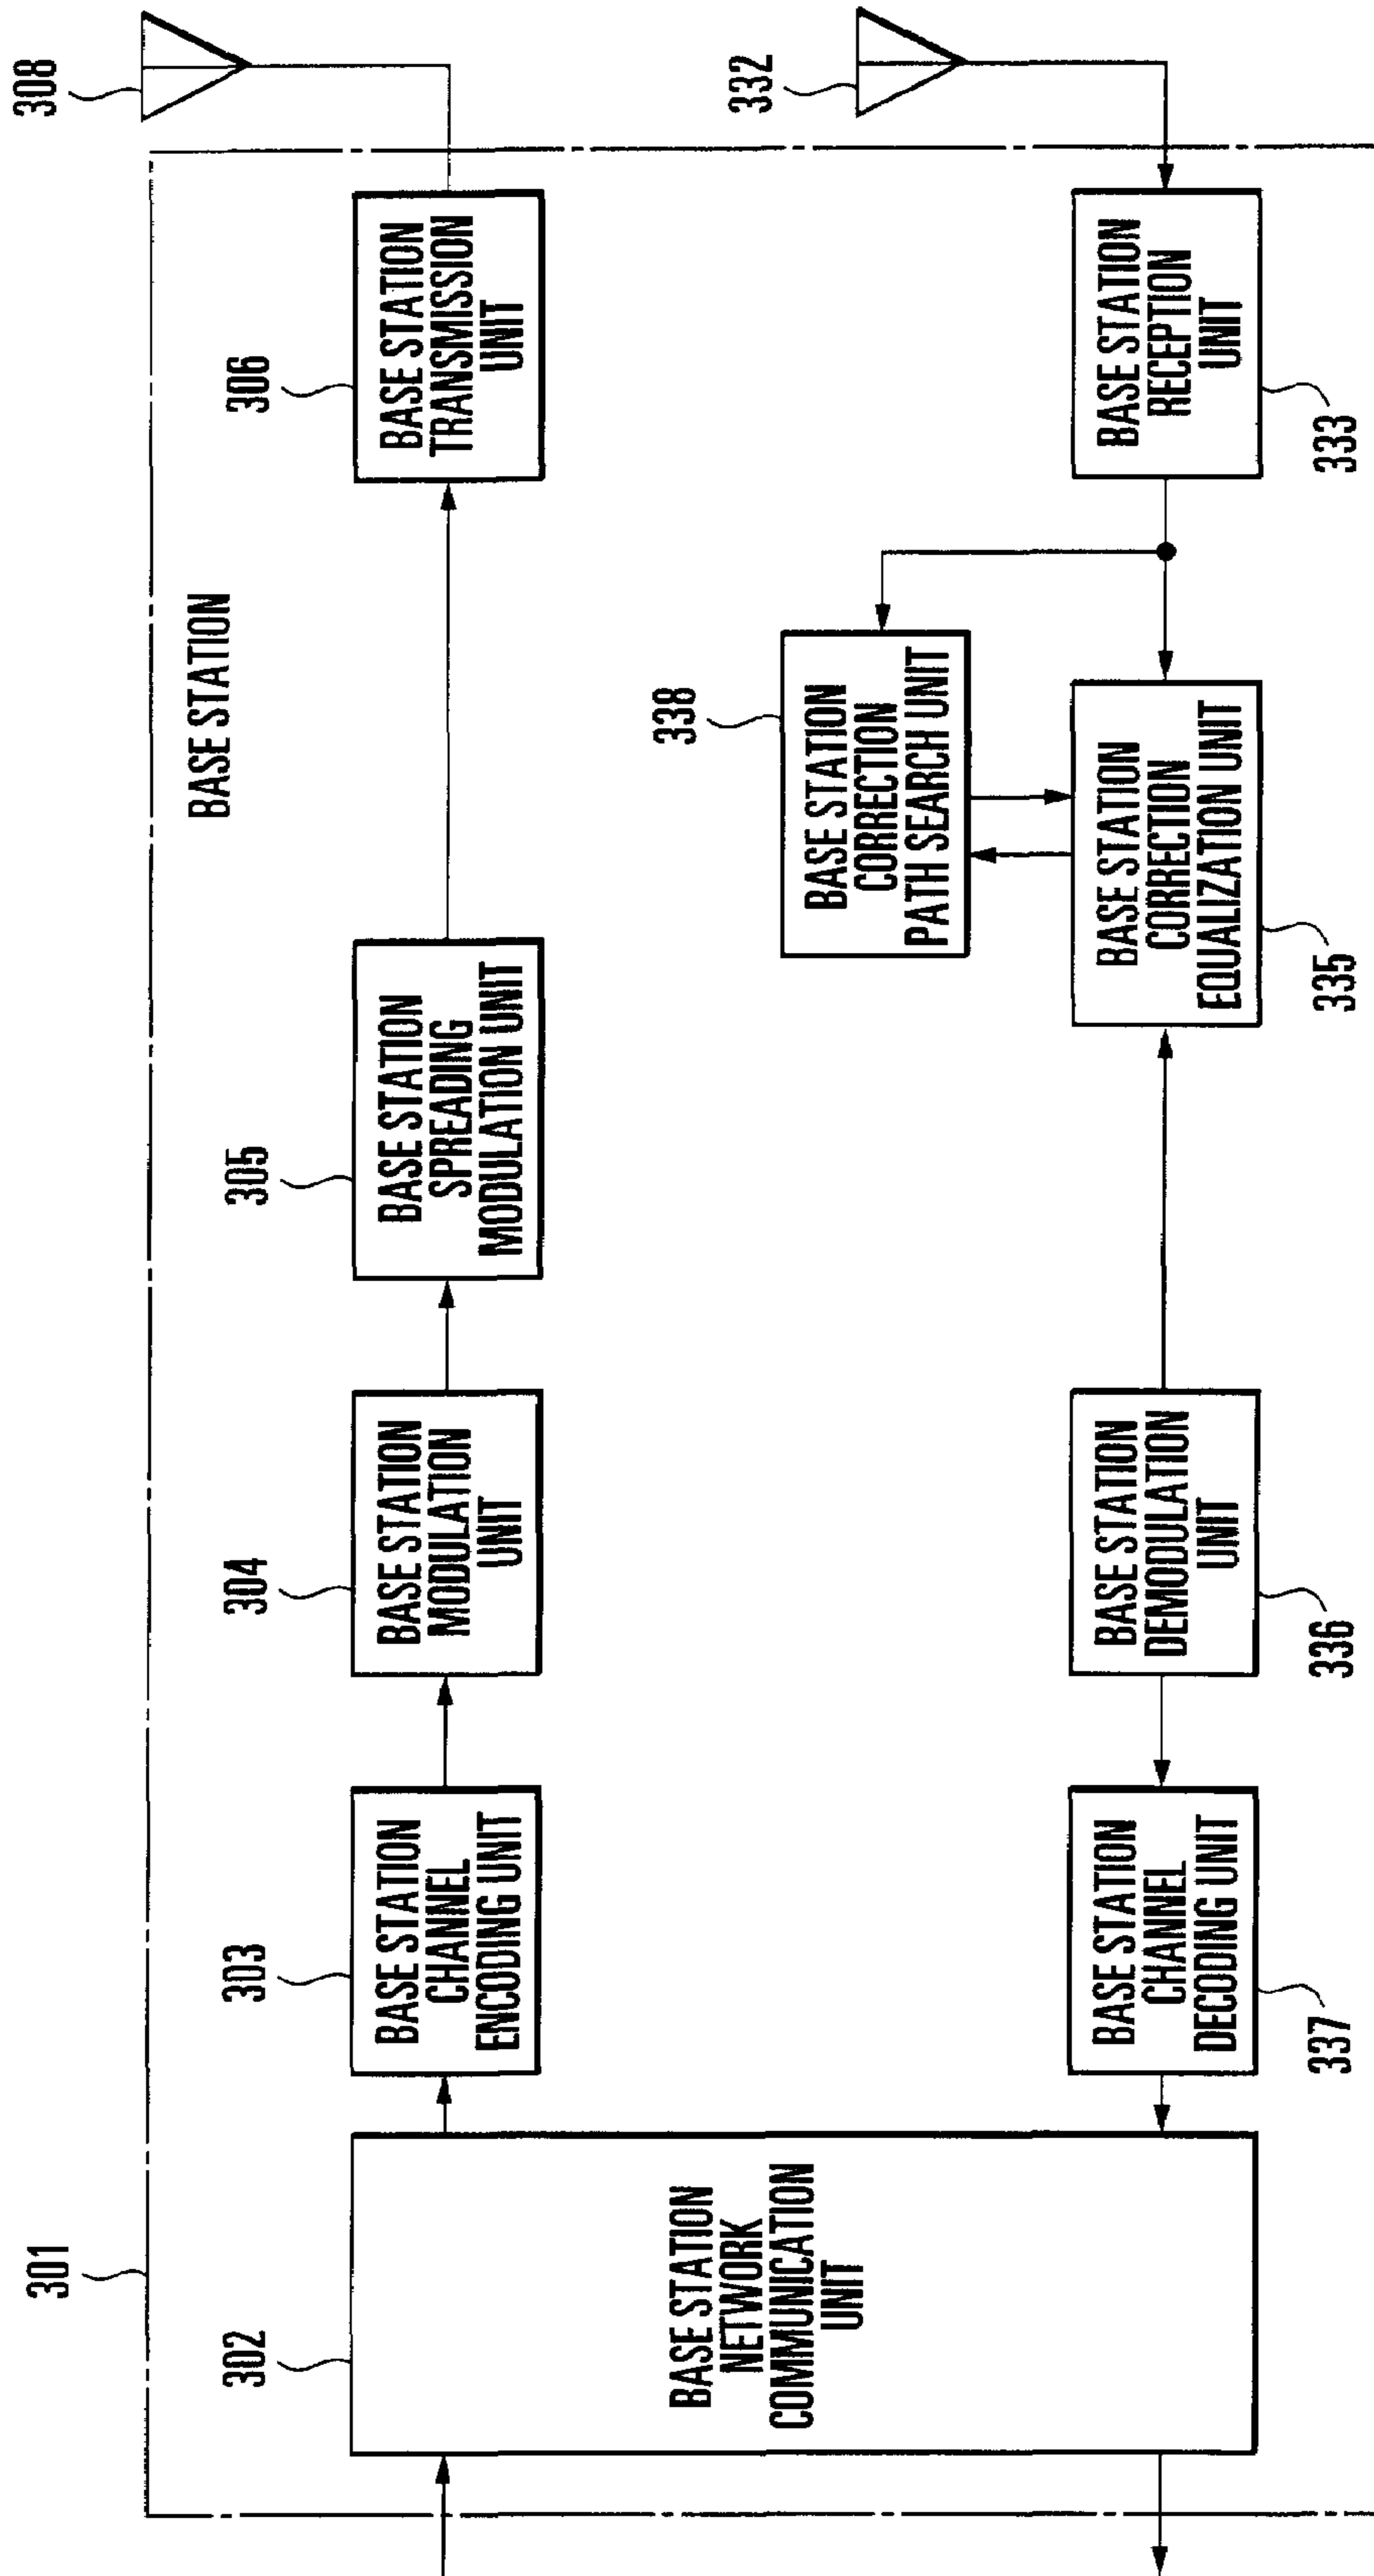 301
BASE STATION
302
BASE STATION
NETWORK
COMMUNICATION
UNIT
303
BASE STATION
CHANNEL
ENCODING UNIT
304
BASE STATION
MODULATION
UNIT
305
BASE STATION
SPREADING
MODULATION UNIT
306
BASE STATION
TRANSMISSION
UNIT
308
332
BASE STATION
RECEPTION
UNIT
333
338
BASE STATION
CORRECTION
PATH SEARCH UNIT
BASE STATION
CORRECTION
EQUALIZATION UNIT
335
BASE STATION
DEMODULATION
UNIT
336
BASE STATION
CHANNEL
DECODING UNIT
337